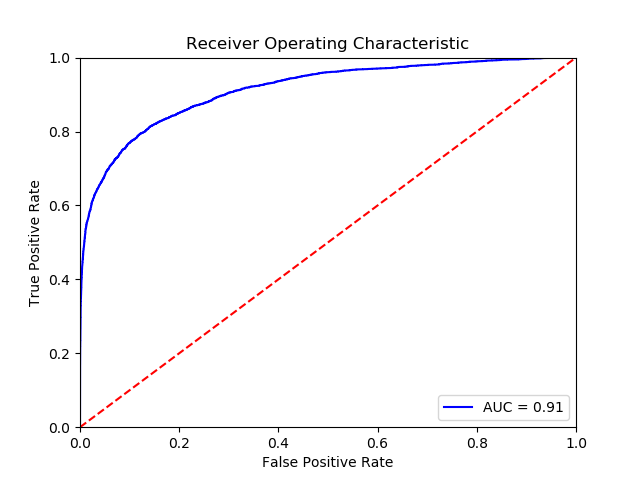 Receiver Operating Characteristic
1.0
0.8
0.6
0.4
0.2
0.0
True Positive Rate
AUC = 0.91
0.0 0.2 0.4 0.6 0.8 1.0
False Positive Rate